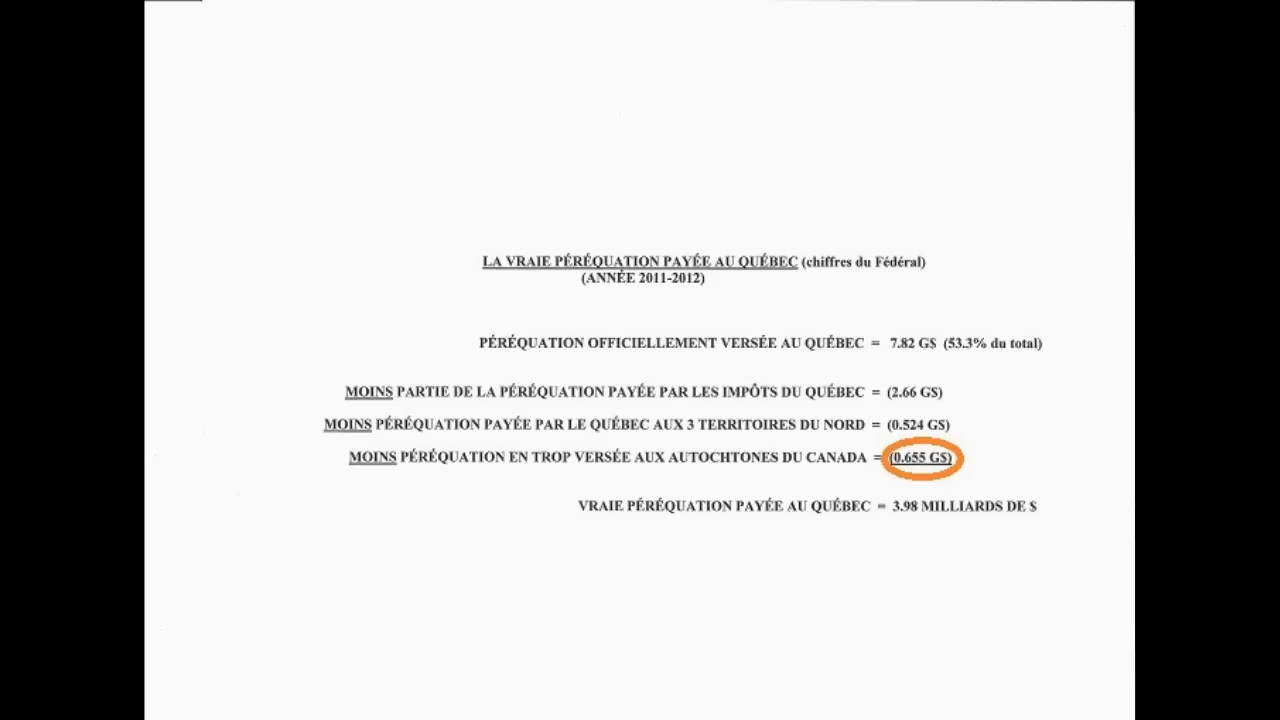 LA VRAIE PÉRÉQUATION PAYÉE AU QUÉBEC (chiffres du Fédéral)
(ANNÉE 2011-2012)
PÉRÉQUATION OFFICIELLEMENT VERSÉE AU QUÉBEC = 7.82 G$ (53.3% du total)
MOINS PARTIE DE LA PÉRÉQUATION PAYÉE PAR LES IMPÔTS DU QUÉBEC = (2.66 G$)
MOINS PÉRÉQUATION PAYÉE PAR LE QUÉBEC AUX 3 TERRITOIRES DU NORD = (0.524 G$)
MOINS PÉRÉQUATION EN TROP VERSÉE AUX AUTOCHTONES DU CANADA = (0.655 G$)
VRAIE PÉRÉQUATION PAYÉE AU QUÉBEC = 3.98 MILLIARDS DE $